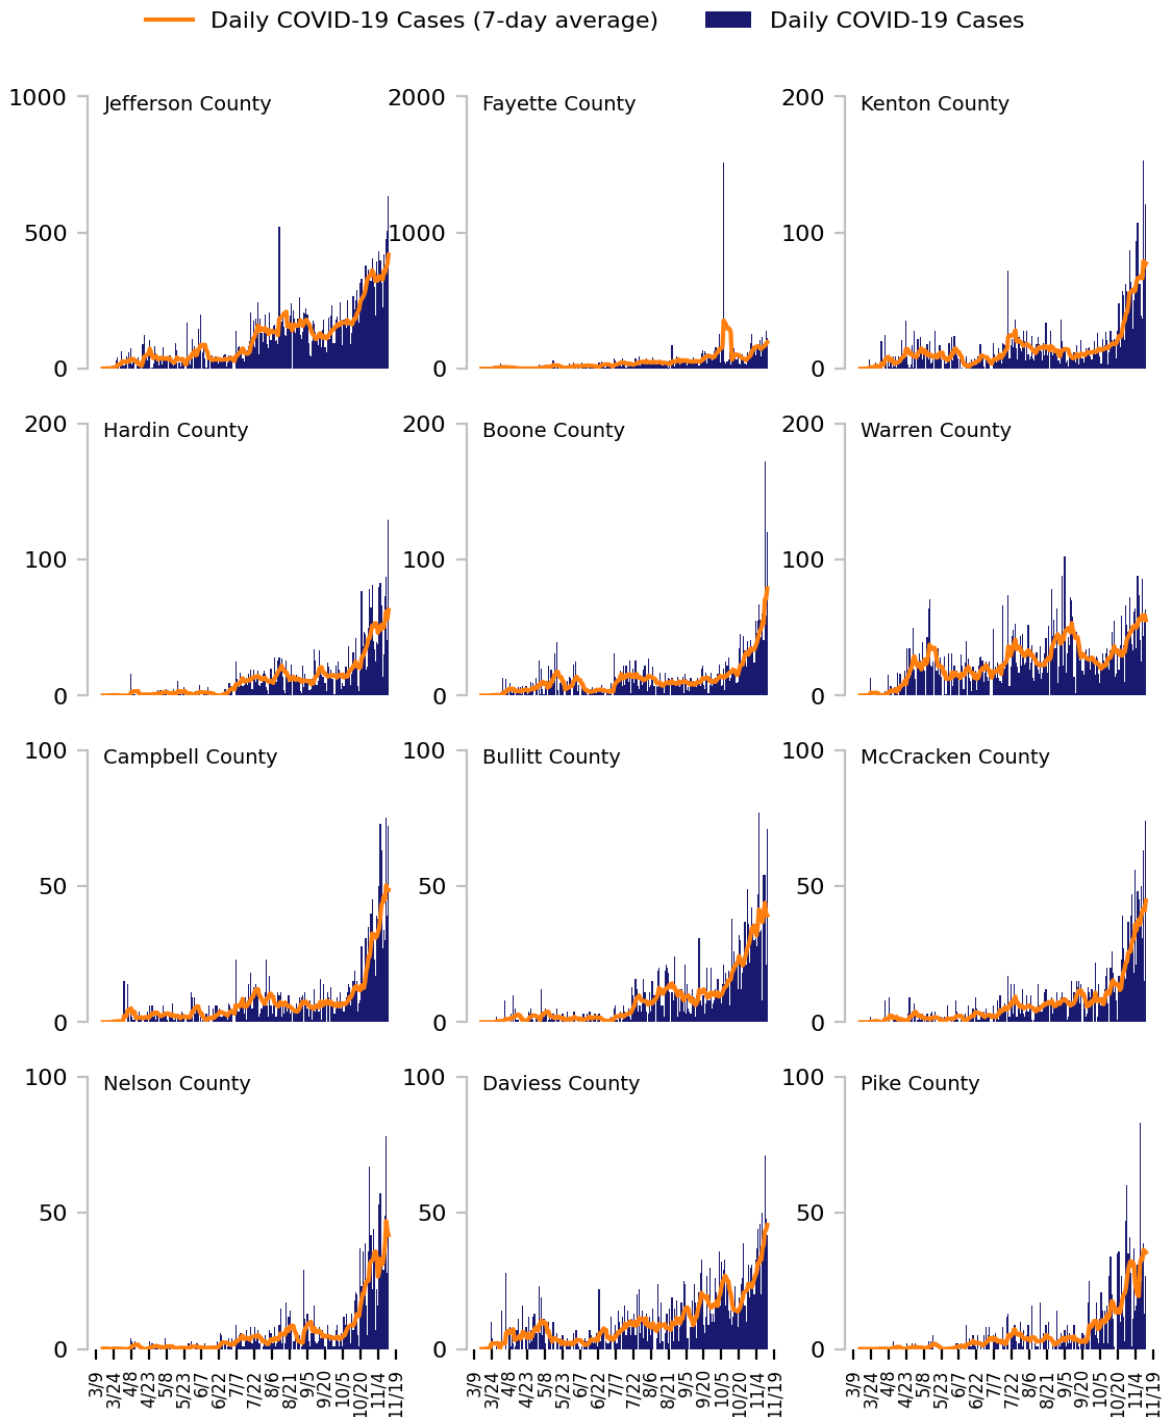 Daily COVID-19 Cases (7-day average) Daily COVID-19 Cases
1000 Jefferson County 2000 Fayette County 200 Kenton County
500 1000 100
0 0 0
200 Hardin County 200 Boone County 200 Warren County
100 100 100
0 0 0
100 Campbell County 100 Bullitt County 100 McCracken County
50 50 50
0 0 0
100 Nelson County 100 Daviess County 100 Pike County
50 50 50
0 0 0
3/9 3/24 4/8 4/23 5/8 5/23 6/7 6/22 7/7 7/22 8/6 8/21 9/5 9/20 10/5 10/20 11/4 11/19 3/9 3/24 4/8 4/23 5/8 5/23 6/7 6/22 7/7 7/22 8/6 8/21 9/5 9/20 10/5 10/20 11/4 11/19 3/9 3/24 4/8 4/23 5/8 5/23 6/7 6/22 7/7 7/22 8/6 8/21 9/5 9/20 10/5 10/20 11/4 11/19